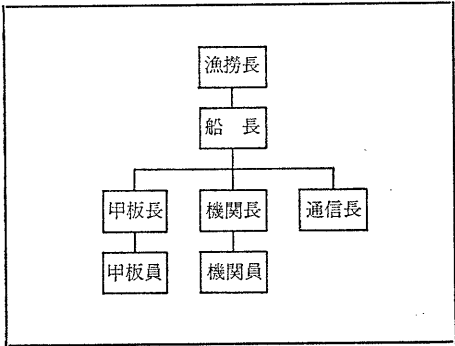 漁撈長
船　長
甲板長　機関長　通信長
甲板員　機関員